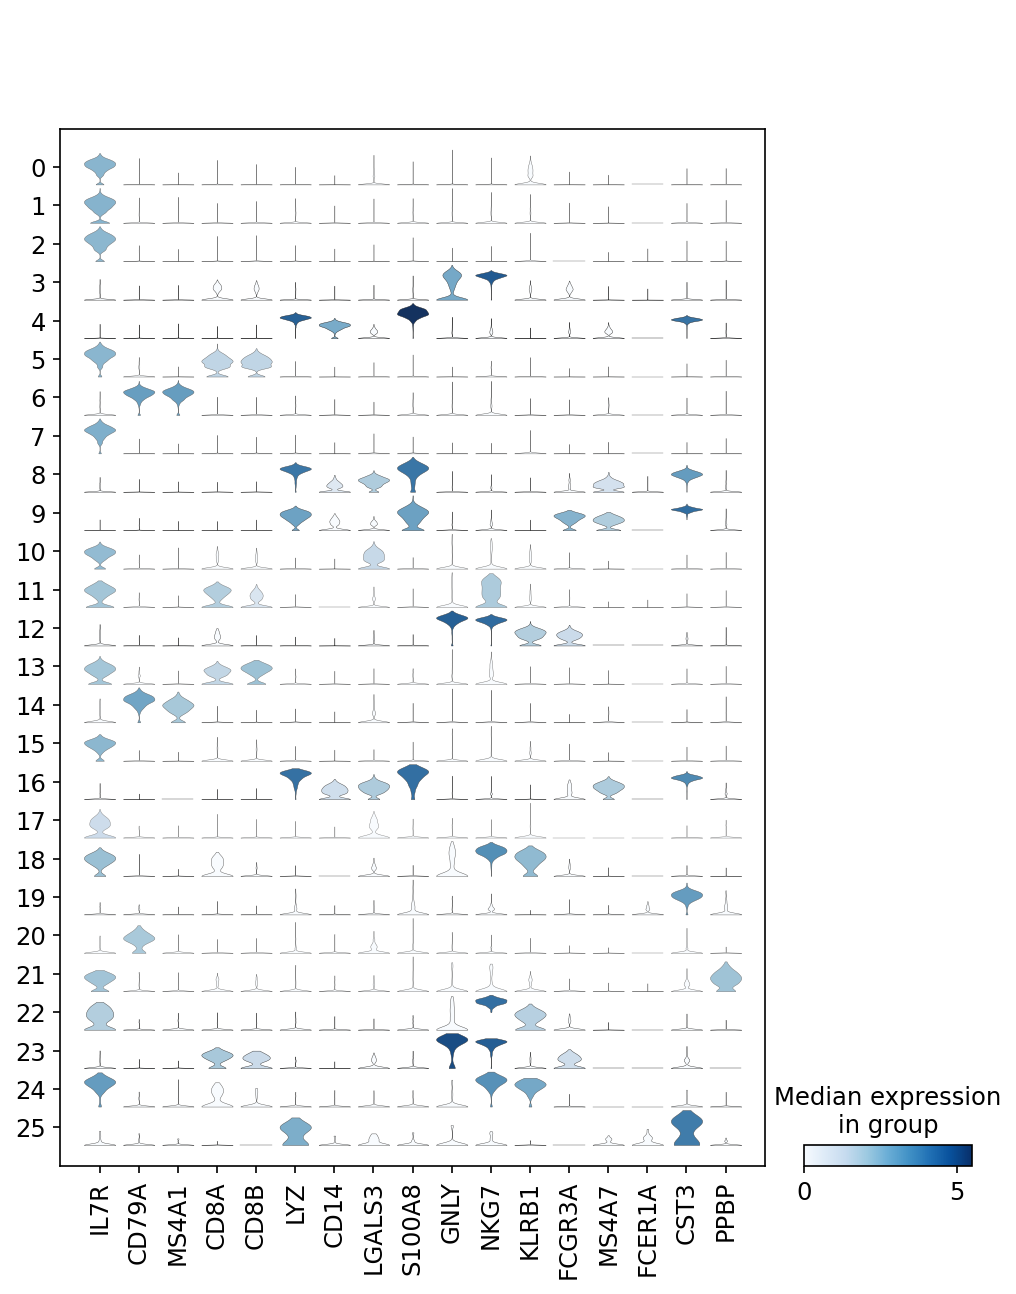 0
1
2
3
4
5
6
7
8
9
10
11
12
13
14
15
16
17
18
19
20
21
22
23
24
25
IL7R
CD79A
MS4A1
CD8A
CD8B
LYZ
CD14
LGALS3
S100A8
GNLY
NKG7
KLRB1
FCGR3A
MS4A7
FCER1A
CST3
PPBP
Median expression
in group
0 5